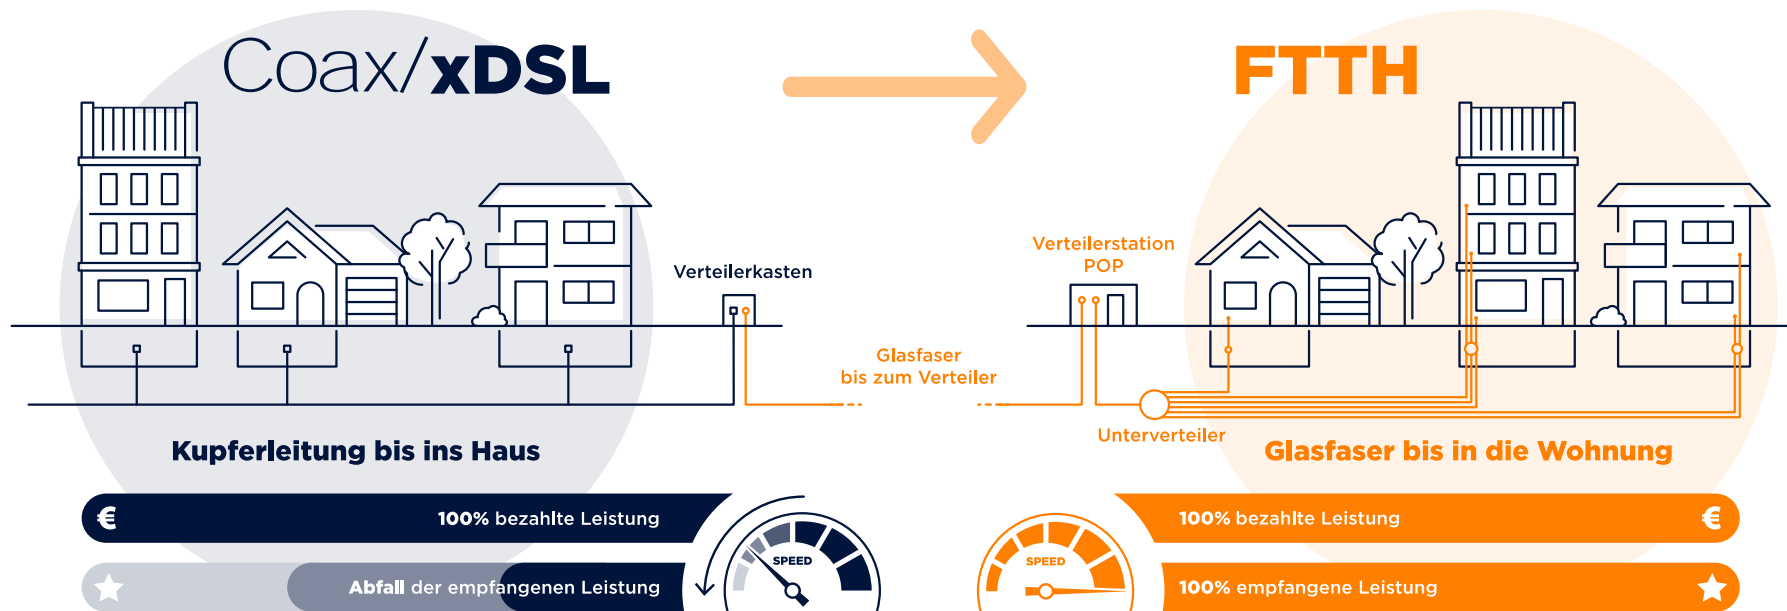 Coax/xDSL
FTTH
Verteilerkasten
Verteilerstation
POP
Glasfaser
bis zum Verteiler
Unterverteiler
Kupferleitung bis ins Haus
Glasfaser bis in die Wohnung
€ 100% bezahlte Leistung
SPEED
Abfall der empfangenen Leistung
SPEED
100% bezahlte Leistung €
100% empfangene Leistung